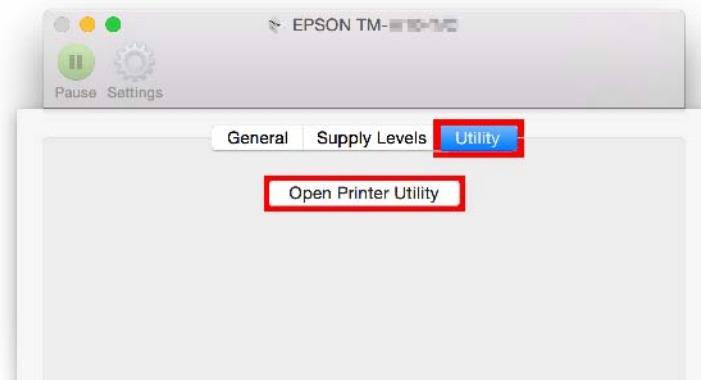 EPSON TM-
Pause Settings
General Supply Levels Utility
Open Printer Utility